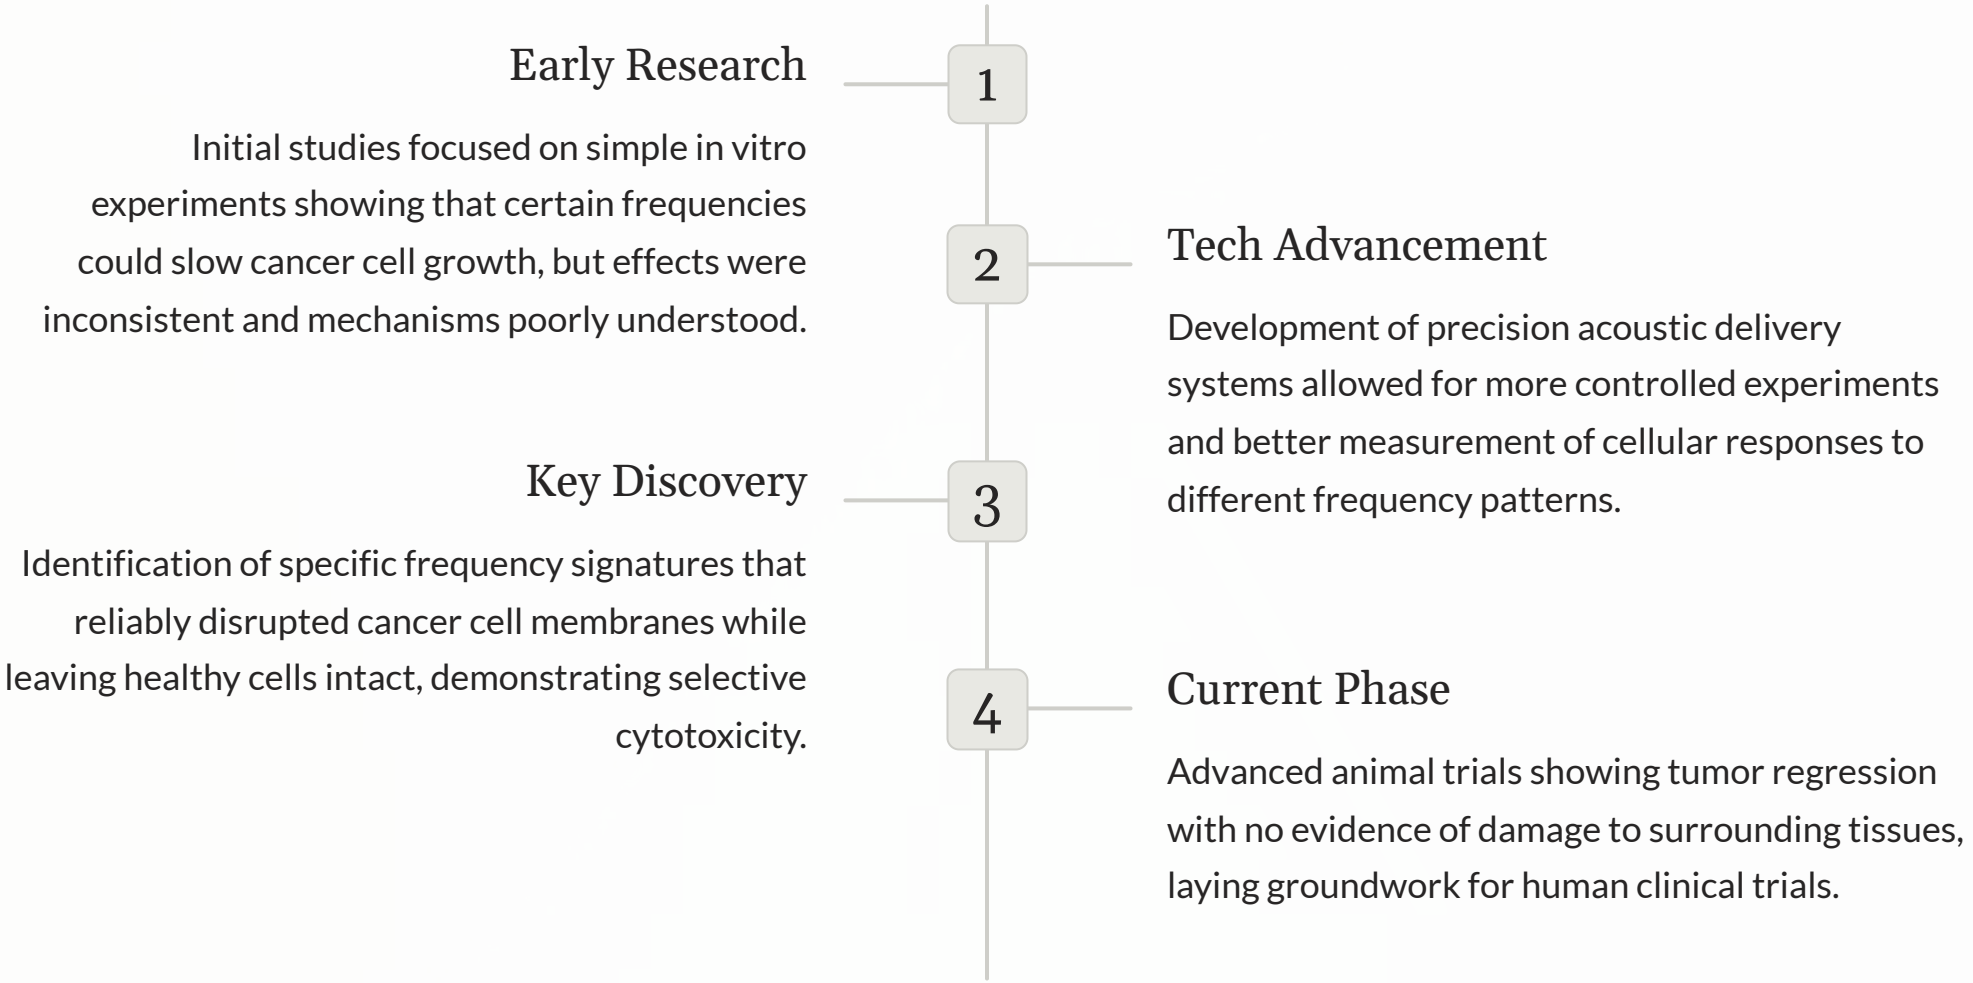 1
Early Research
Initial studies focused on simple in vitro
experiments showing that certain frequencies
could slow cancer cell growth, but effects were
inconsistent and mechanisms poorly understood.
2
Tech Advancement
Development of precision acoustic delivery
systems allowed for more controlled experiments
and better measurement of cellular responses to
different frequency patterns.
3
Key Discovery
Identification of specific frequency signatures that
reliably disrupted cancer cell membranes while
leaving healthy cells intact, demonstrating selective
cytotoxicity.
4
Current Phase
Advanced animal trials showing tumor regression
with no evidence of damage to surrounding tissues,
laying groundwork for human clinical trials.